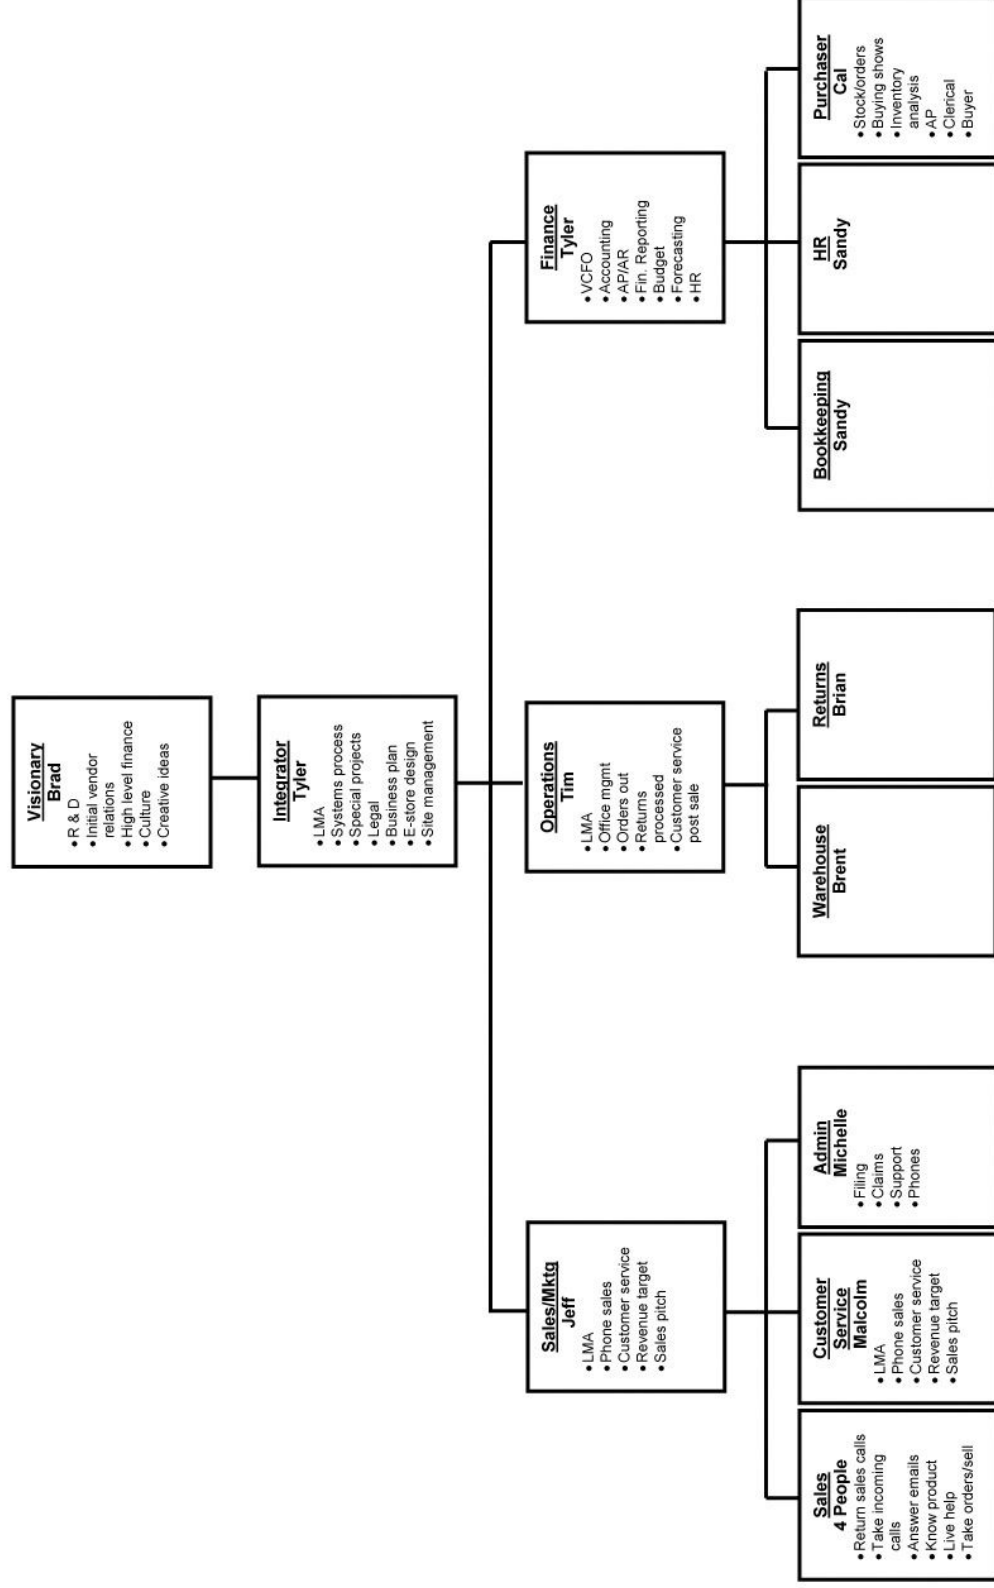 Visionary
Brad
• R & D
• Initial vendor
relations
• High level finance
• Culture
• Creative ideas
Integrator
Tyler
• LMA
• Systems process
• Special projects
• Legal
• Business plan
• E-store design
• Site management
Sales/Mktg
Jeff
• LMA
• Phone sales
• Customer service
• Revenue target
• Sales pitch
Operations
Tim
• LMA
• Office mgmt
• Orders out
• Returns
processed
• Customer service
post sale
Finance
Tyler
• VCFO
• Accounting
• AP/AR
• Fin. Reporting
• Budget
• Forecasting
• HR
Sales
4 People
• Return sales calls
• Take incoming
calls
• Answer emails
• Know product
• Live help
• Take orders/sell
Customer
Service
Malcolm
• LMA
• Phone sales
• Customer service
• Revenue target
• Sales pitch
Admin
Michelle
• Filing
• Claims
• Support
• Phones
Warehouse
Brent
Returns
Brian
Bookkeeping
Sandy
HR
Sandy
Purchaser
Cal
• Stock/orders
• Buying shows
• Inventory
analysis
• AP
• Clerical
• Buyer